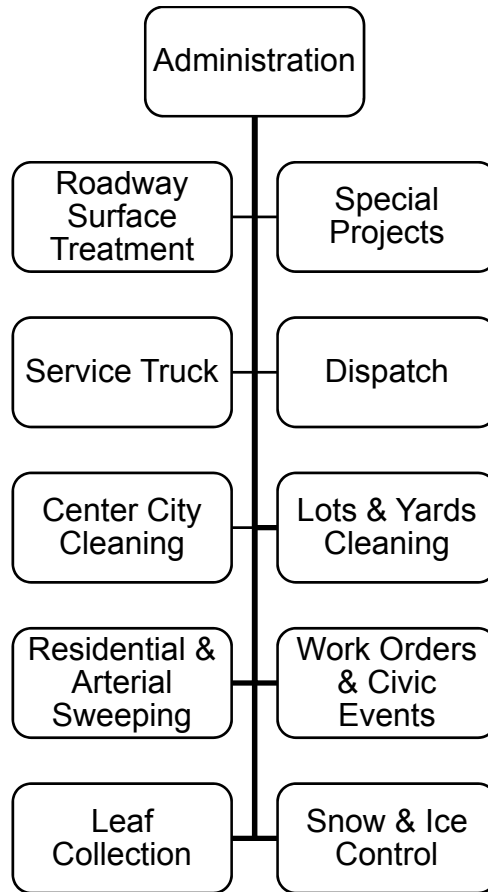 Administration
Roadway
Surface
Treatment
Special
Projects
Service Truck
Dispatch
Center City
Cleaning
Lots & Yards
Cleaning
Residential &
Arterial
Sweeping
Work Orders
& Civic
Events
Leaf
Collection
Snow & Ice
Control